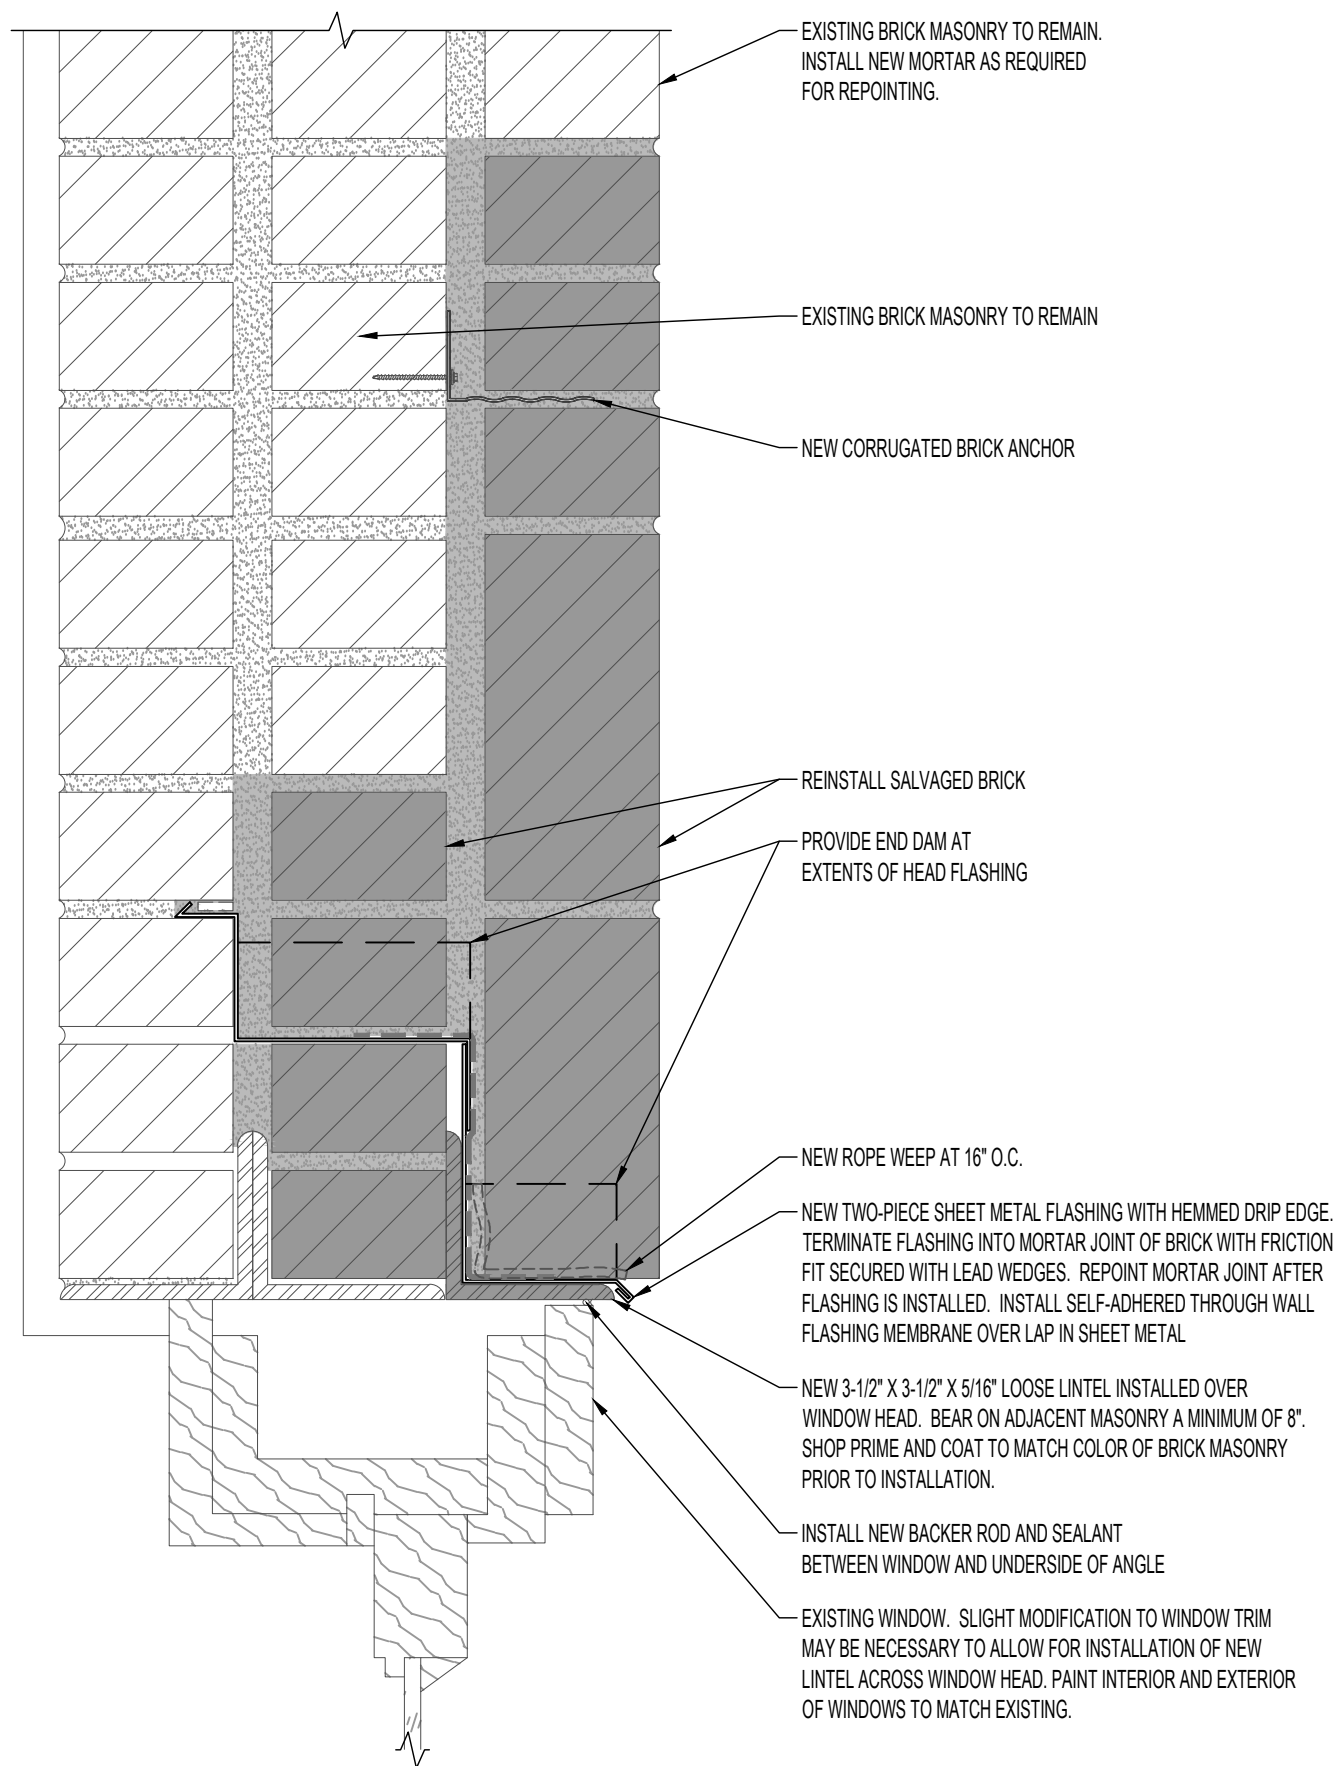 EXISTING BRICK MASONRY TO REMAIN.
INSTALL NEW MORTAR AS REQUIRED
FOR REPOINTING.
EXISTING BRICK MASONRY TO REMAIN
NEW CORRUGATED BRICK ANCHOR
REINSTALL SALVAGED BRICK
PROVIDE END DAM AT
EXTENTS OF HEAD FLASHING
NEW ROPE WEEP AT 16" O.C.
NEW TWO-PIECE SHEET METAL FLASHING WITH HEMMED DRIP EDGE.
TERMINATE FLASHING INTO MORTAR JOINT OF BRICK WITH FRICTION
FIT SECURED WITH LEAD WEDGES. REPOINT MORTAR JOINT AFTER
FLASHING IS INSTALLED. INSTALL SELF-ADHERED THROUGH WALL
FLASHING MEMBRANE OVER LAP IN SHEET METAL
NEW 3-1/2" X 3-1/2" X 5/16" LOOSE LINTEL INSTALLED OVER
WINDOW HEAD. BEAR ON ADJACENT MASONRY A MINIMUM OF 8".
SHOP PRIME AND COAT TO MATCH COLOR OF BRICK MASONRY
PRIOR TO INSTALLATION.
INSTALL NEW BACKER ROD AND SEALANT
BETWEEN WINDOW AND UNDERSIDE OF ANGLE
EXISTING WINDOW. SLIGHT MODIFICATION TO WINDOW TRIM
MAY BE NECESSARY TO ALLOW FOR INSTALLATION OF NEW
LINTEL ACROSS WINDOW HEAD. PAINT INTERIOR AND EXTERIOR
OF WINDOWS TO MATCH EXISTING.